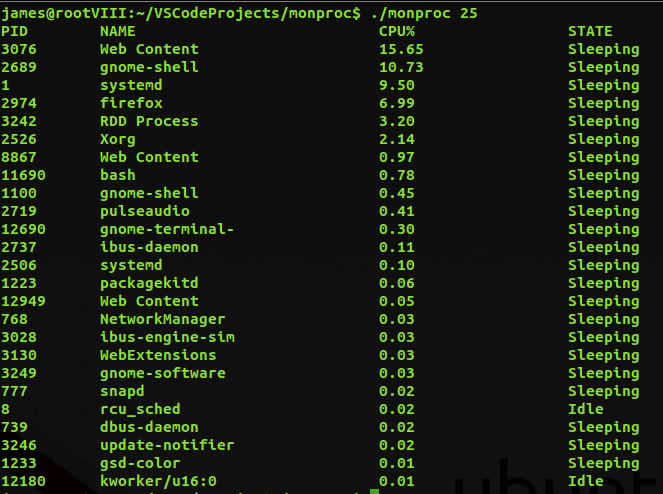 james@rootVIII:~/VSCodeProjects/monproc$ ./monproc 25
PID NAME CPU% STATE
3076 Web Content 15.65 Sleeping
2689 gnome-shell 10.73 Sleeping
1 systemd 9.50 Sleeping
2974 firefox 6.99 Sleeping
3242 RDD Process 3.20 Sleeping
2526 Xorg 2.14 Sleeping
8867 Web Content 0.97 Sleeping
11690 bash 0.78 Sleeping
1100 gnome-shell 0.45 Sleeping
2719 pulseaudio 0.41 Sleeping
12690 gnome-terminal- 0.30 Sleeping
2737 ibus-daemon 0.11 Sleeping
2506 systemd 0.10 Sleeping
1223 packagekitd 0.06 Sleeping
12949 Web Content 0.05 Sleeping
768 NetworkManager 0.03 Sleeping
3028 ibus-engine-sim 0.03 Sleeping
3130 WebExtensions 0.03 Sleeping
3249 gnome-software 0.03 Sleeping
777 snapd 0.02 Sleeping
8 rcu_sched 0.02 Idle
739 dbus-daemon 0.02 Sleeping
3246 update-notifier 0.02 Sleeping
1233 gsd-color 0.01 Sleeping
12180 kworker/u16:0 0.01 Idle